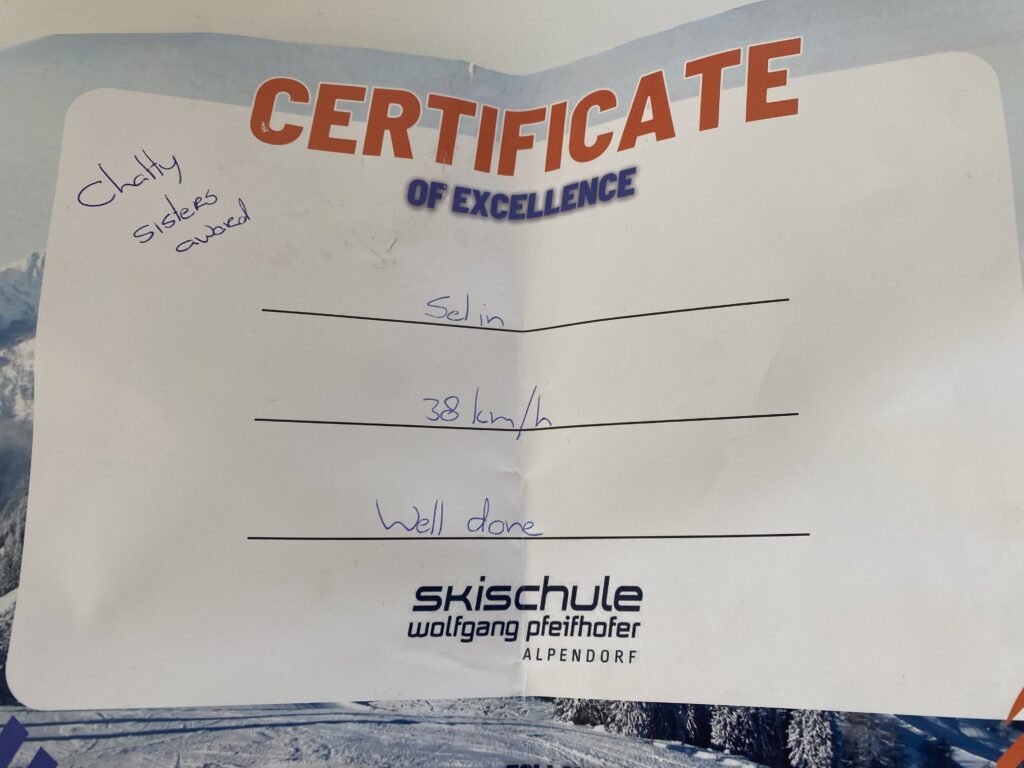 CERTIFICATE
OF EXCELLENCE
Chatty
sisters
award
Selin
38 km/h
Well done
skischule
wolfgang pfeifhofer
ALPENDORF